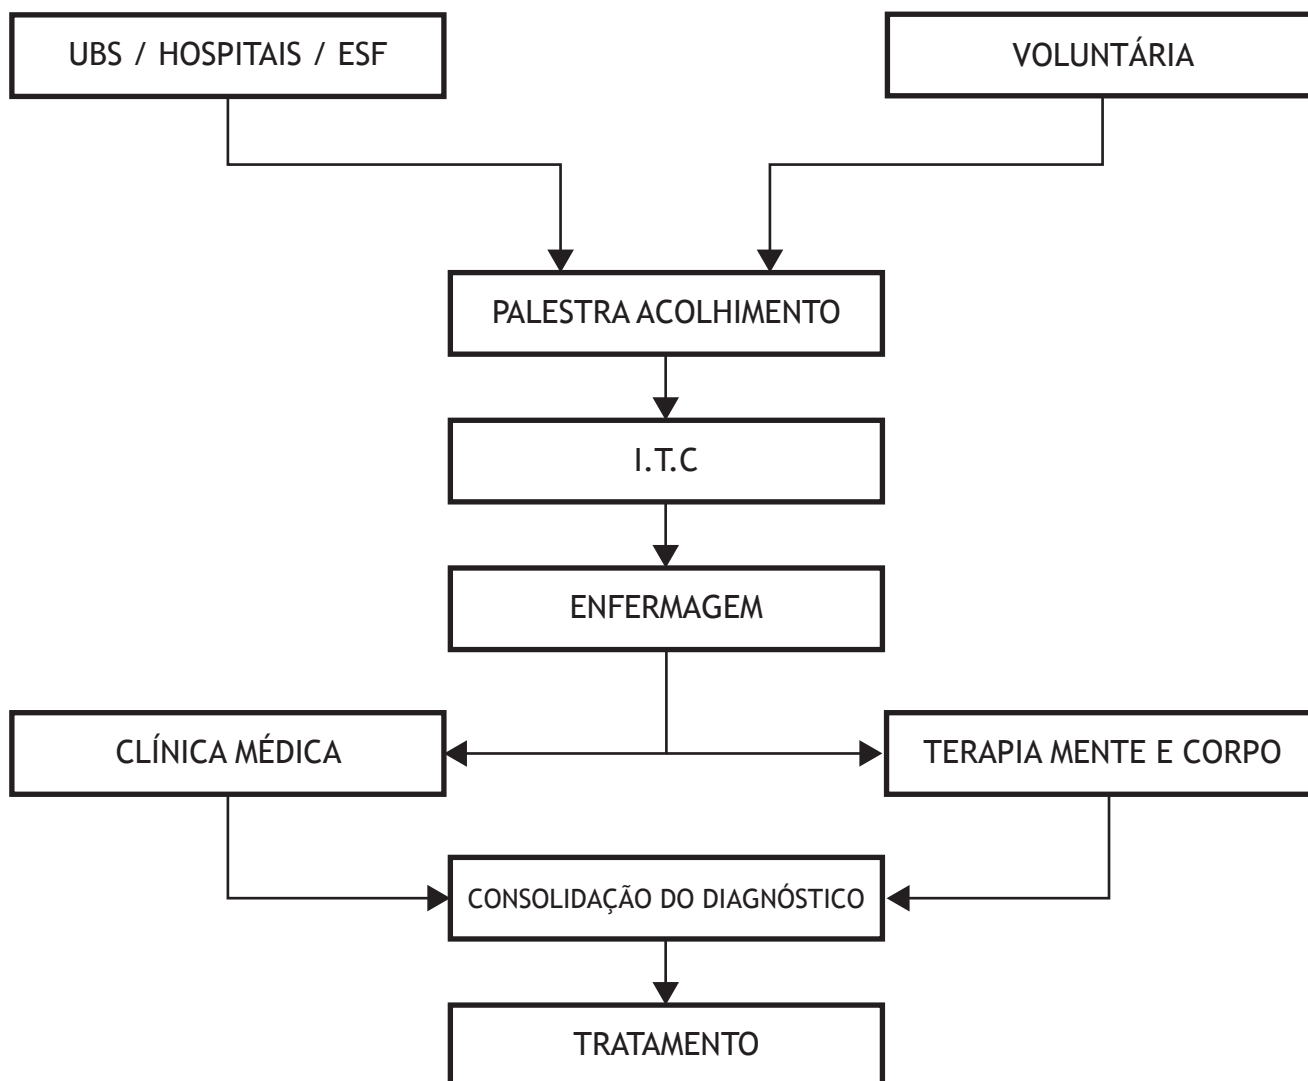 UBS / HOSPITAIS / ESF
VOLUNTÁRIA
PALESTRA ACOLHIMENTO
I.T.C
ENFERMAGEM
CLÍNICA MÉDICA
TERAPIA MENTE E CORPO
CONSOLIDAÇÃO DO DIAGNÓSTICO
TRATAMENTO